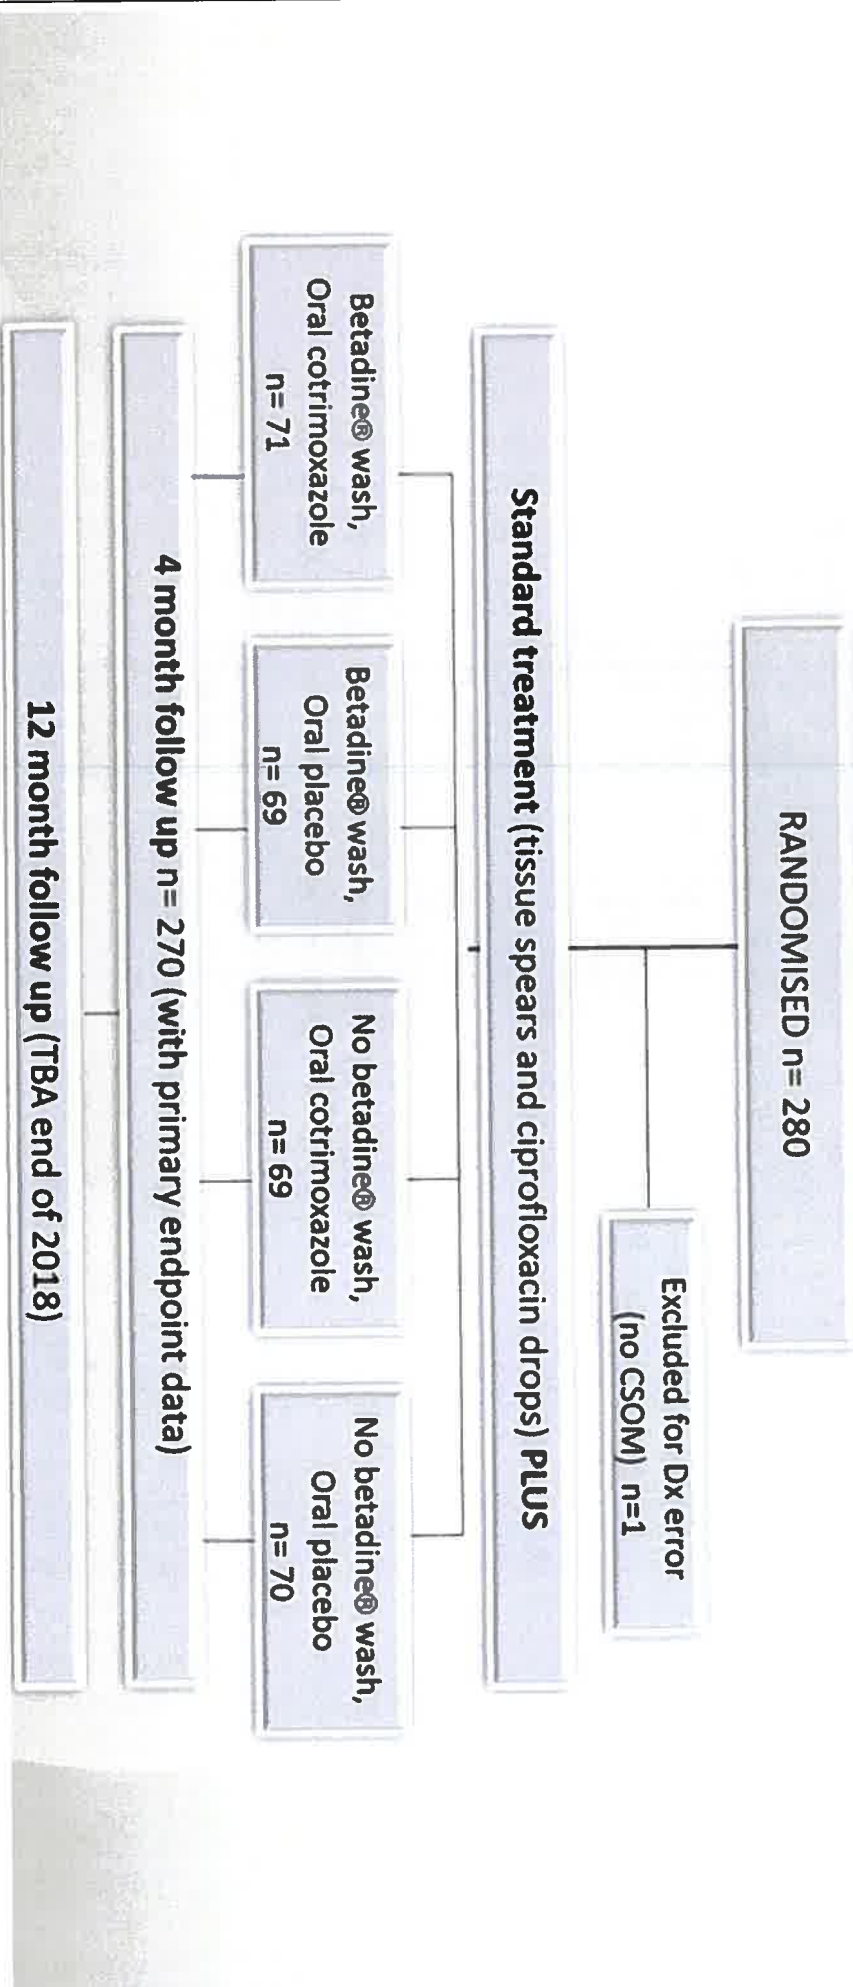 RANDOMISED n= 280
Excluded for Dx error
(no CSOM) n=1
Standard treatment (tissue spears and ciprofloxacin drops) PLUS
Betadine® wash,
Oral cotrimoxazole
n= 71
Betadine® wash,
Oral placebo
n= 69
No betadine® wash,
Oral cotrimoxazole
n= 69
No betadine® wash,
Oral placebo
n= 70
4 month follow up n= 270 (with primary endpoint data)
12 month follow up (TBA end of 2018)